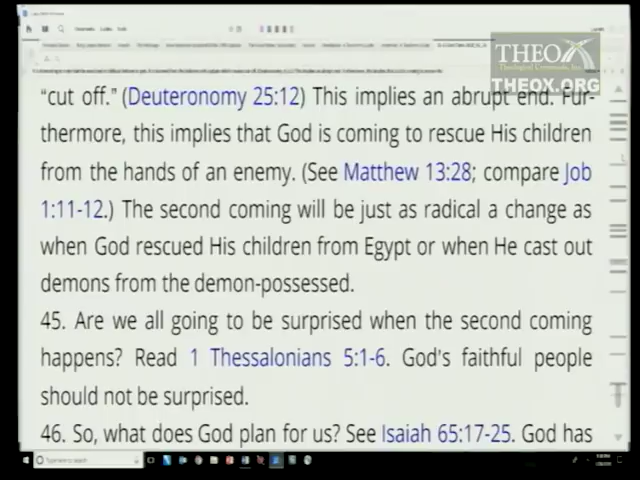 THEOX
THEOX.ORG
"cut off." (Deuteronomy 25:12) This implies an abrupt end. Fur-
thermore, this implies that God is coming to rescue His children
from the hands of an enemy. (See Matthew 13:28; compare Job
1:11-12.) The second coming will be just as radical a change as
when God rescued His children from Egypt or when He cast out
demons from the demon-possessed.
45. Are we all going to be surprised when the second coming
happens? Read 1 Thessalonians 5:1-6. God's faithful people
should not be surprised.
46. So, what does God plan for us? See Isaiah 65:17-25. God has